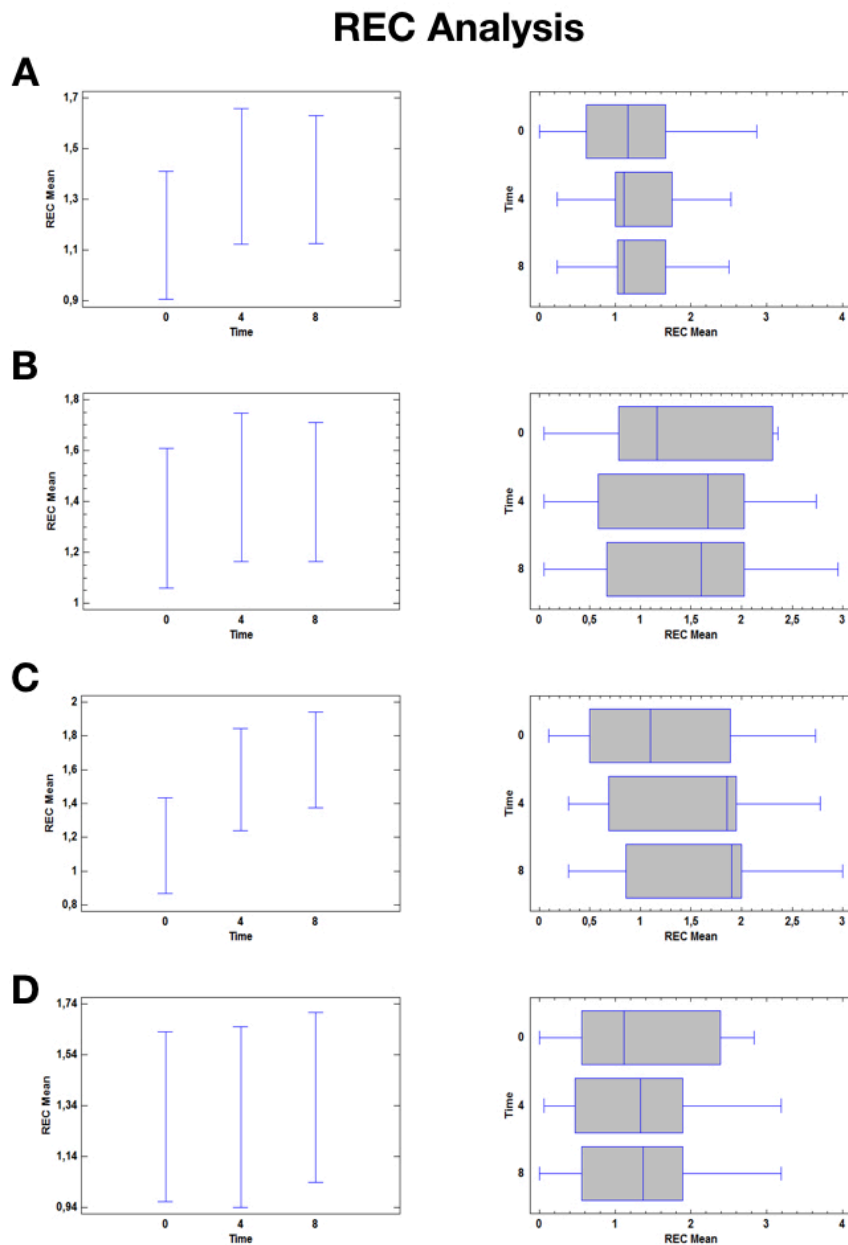 REC Analysis
A
1,7
1,5
1,3
1,1
0,9
REC Mean
0 4 8
Time
0
4
8
Time
0 1 2 3 4
REC Mean
B
1,8
1,6
1,4
1,2
1
REC Mean
0 4 8
Time
0
4
8
Time
0 0,5 1 1,5 2 2,5 3
REC Mean
C
2
1,8
1,6
1,4
1,2
1
0,8
REC Mean
0 4 8
Time
0
4
8
Time
0 0,5 1 1,5 2 2,5 3
REC Mean
D
1,74
1,54
1,34
1,14
0,94
REC Mean
0 4 8
Time
0
4
8
Time
0 1 2 3 4
REC Mean